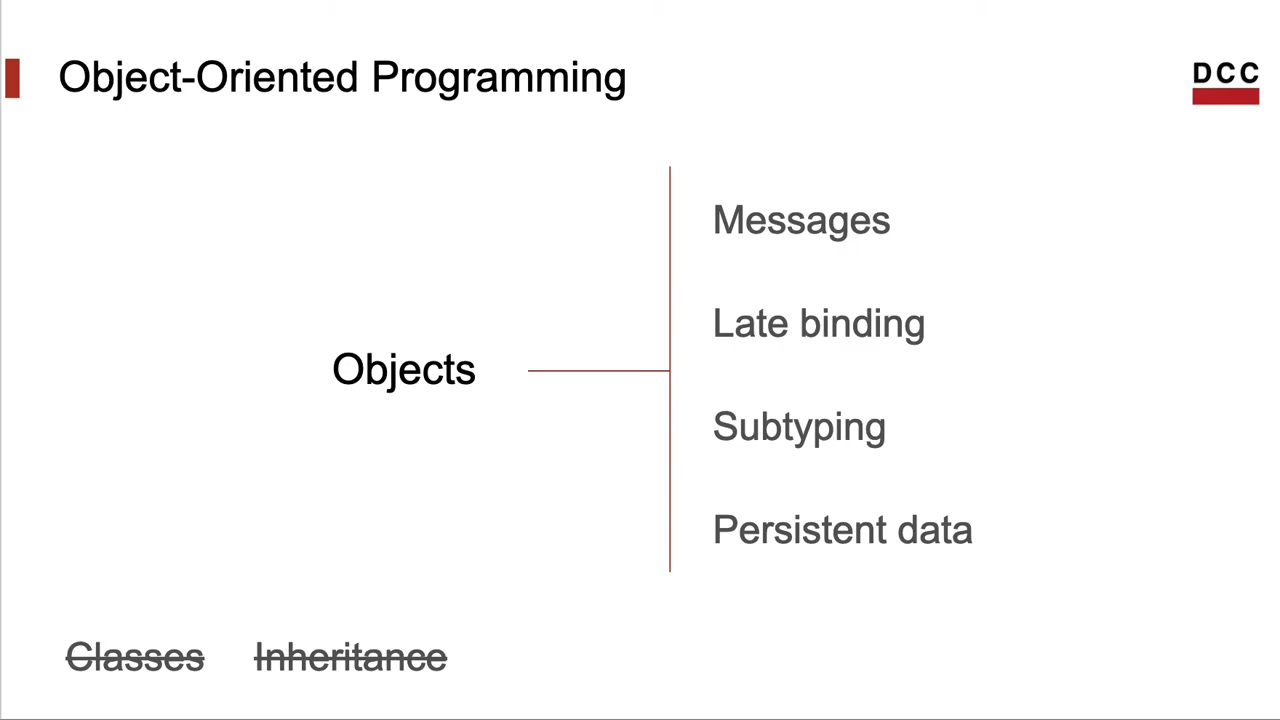 Object-Oriented Programming
DCC
Messages
Late binding
Objects
Subtyping
Persistent data
Classes Inheritance